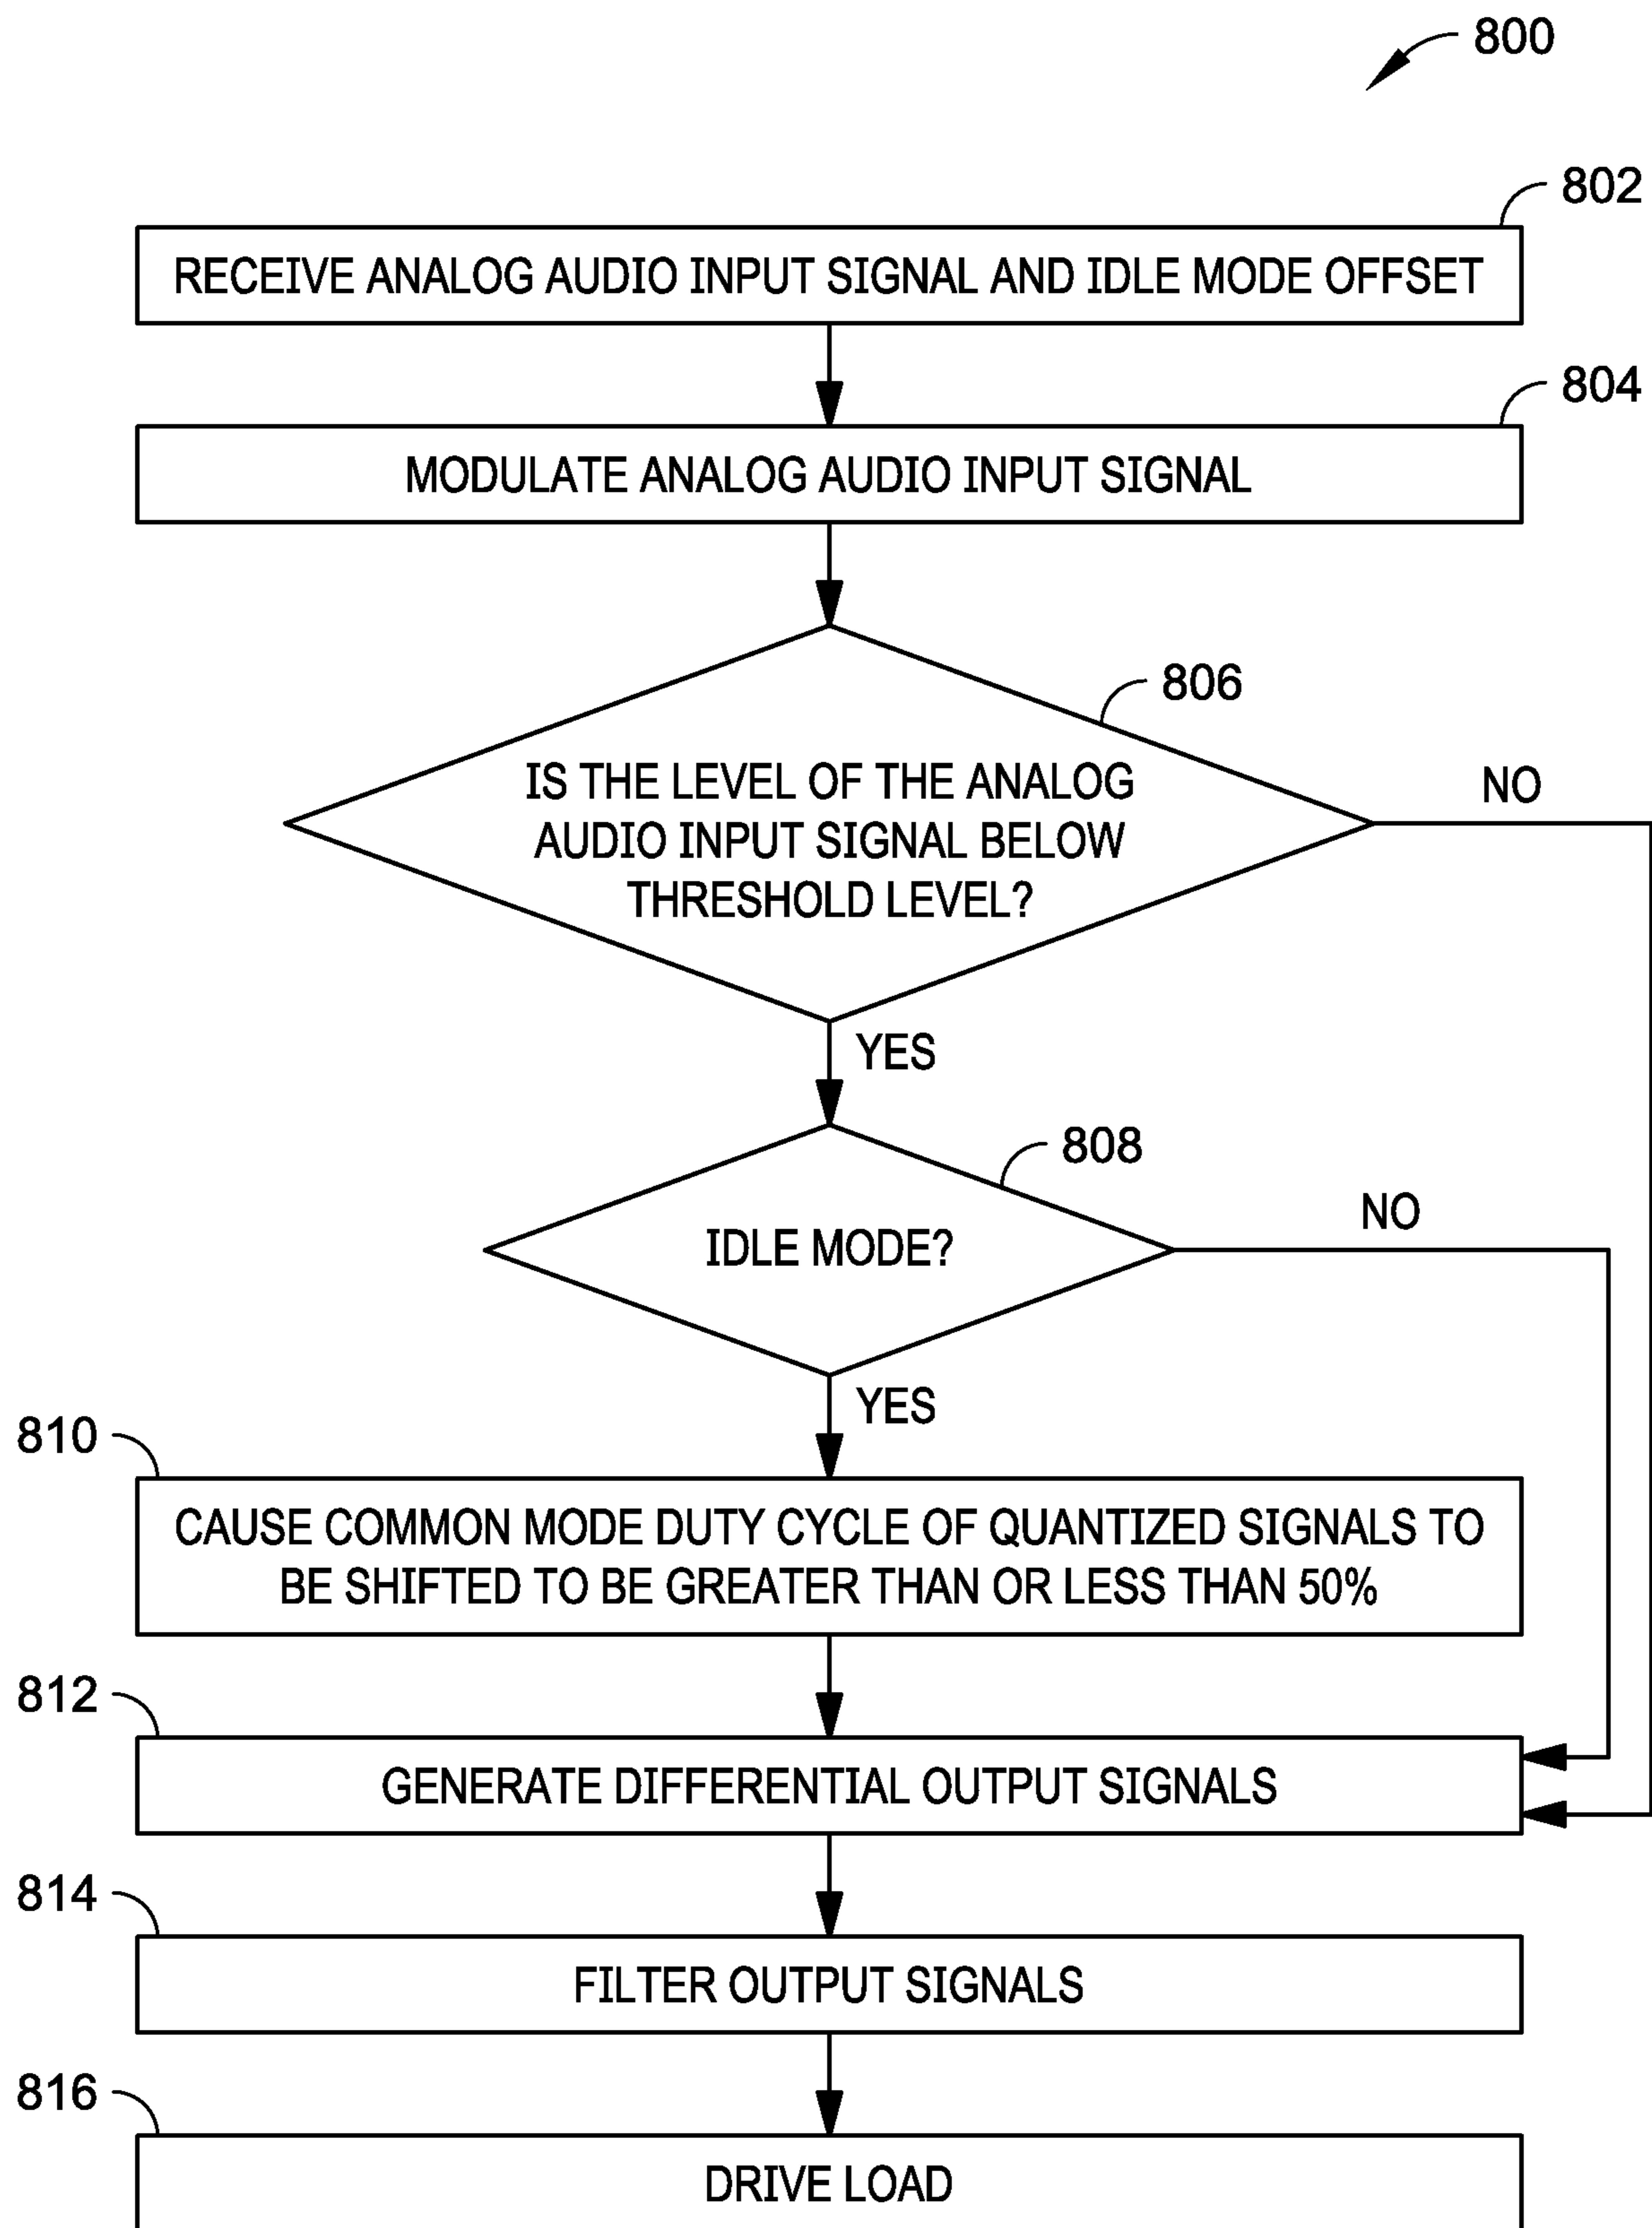 800
802
RECEIVE ANALOG AUDIO INPUT SIGNAL AND IDLE MODE OFFSET
804
MODULATE ANALOG AUDIO INPUT SIGNAL
806
IS THE LEVEL OF THE ANALOG
AUDIO INPUT SIGNAL BELOW
THRESHOLD LEVEL?
NO
YES
808
IDLE MODE?
NO
YES
810
CAUSE COMMON MODE DUTY CYCLE OF QUANTIZED SIGNALS TO
BE SHIFTED TO BE GREATER THAN OR LESS THAN 50%
812
GENERATE DIFFERENTIAL OUTPUT SIGNALS
814
FILTER OUTPUT SIGNALS
816
DRIVE LOAD